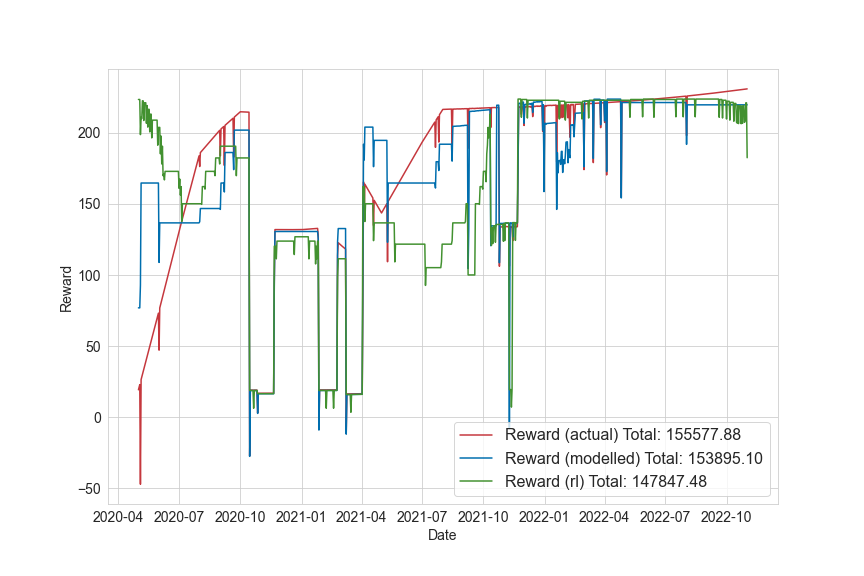 Reward
200
150
100
50
0
−50
2020-04 2020-07 2020-10 2021-01 2021-04 2021-07 2021-10 2022-01 2022-04 2022-07 2022-10
Date
Reward (actual) Total: 155577.88
Reward (modelled) Total: 153895.10
Reward (rl) Total: 147847.48